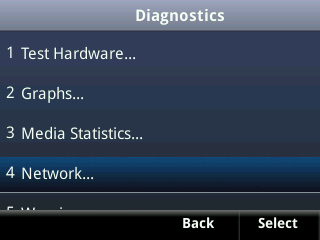 Diagnostics
1 Test Hardware...
2 Graphs...
3 Media Statistics...
4 Network...
Back Select